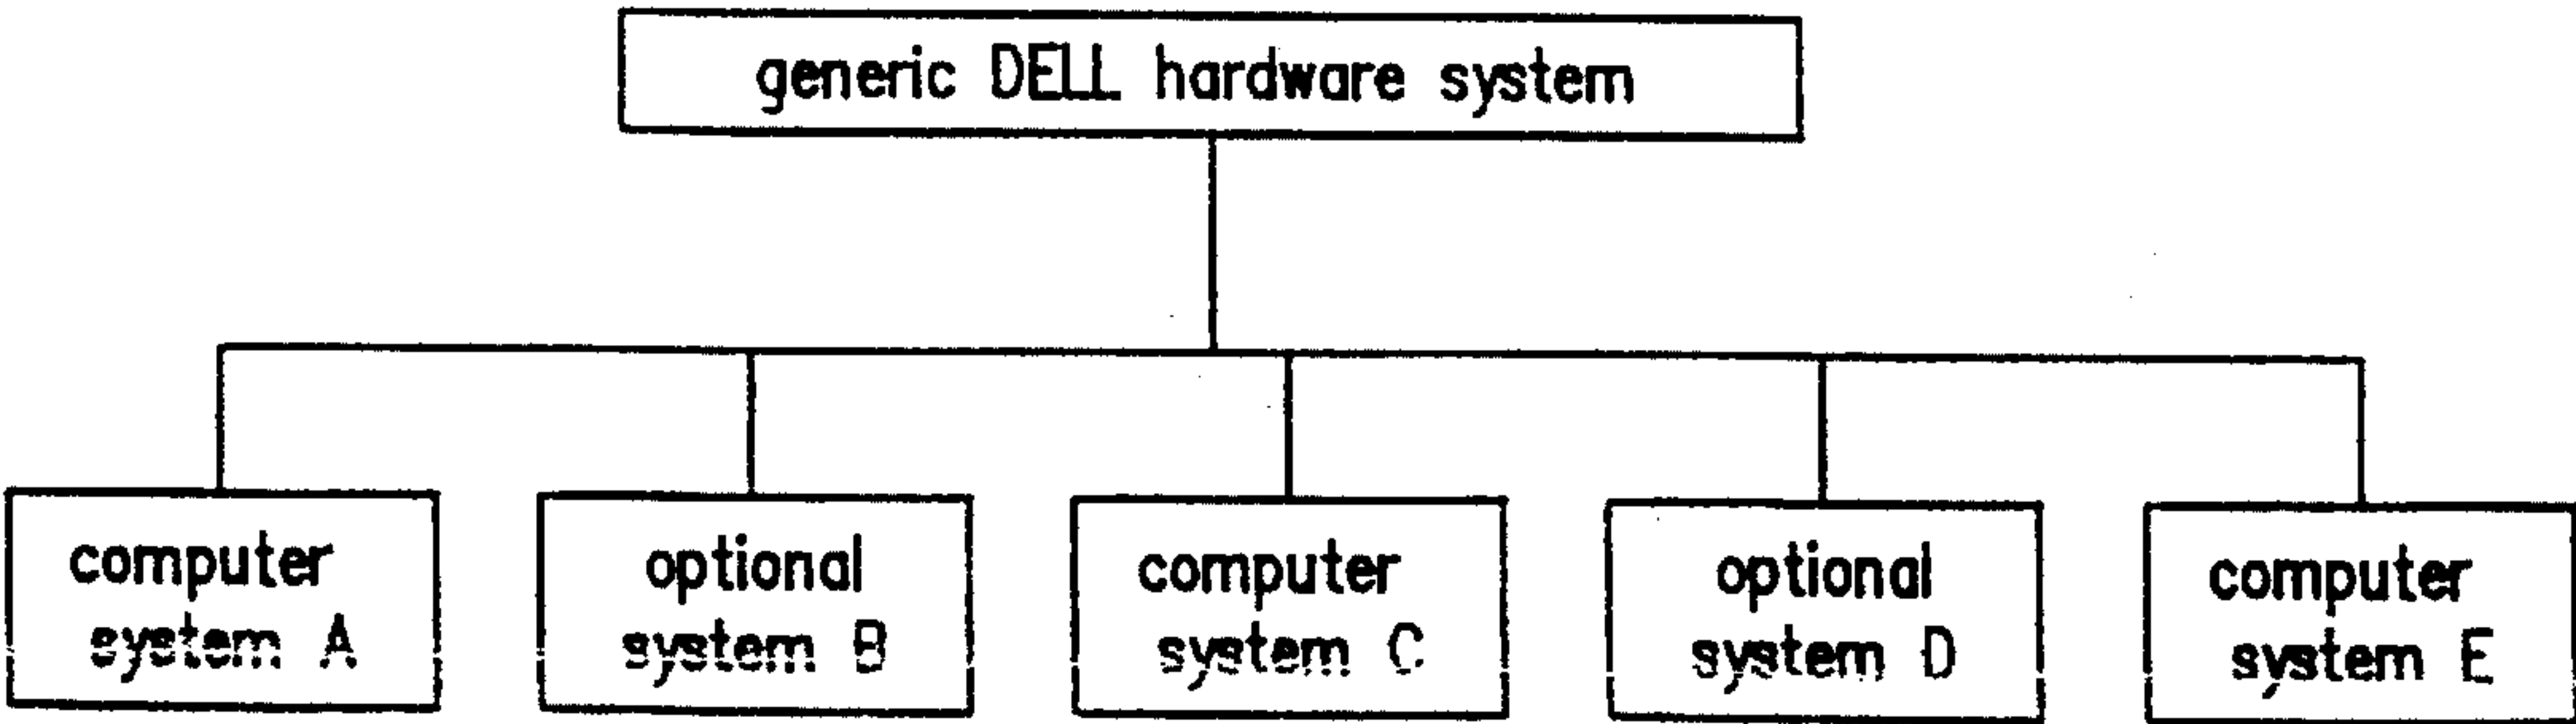 generic DELL hardware system
computer
system A
optional
system B
computer
system C
optional
system D
computer
system E